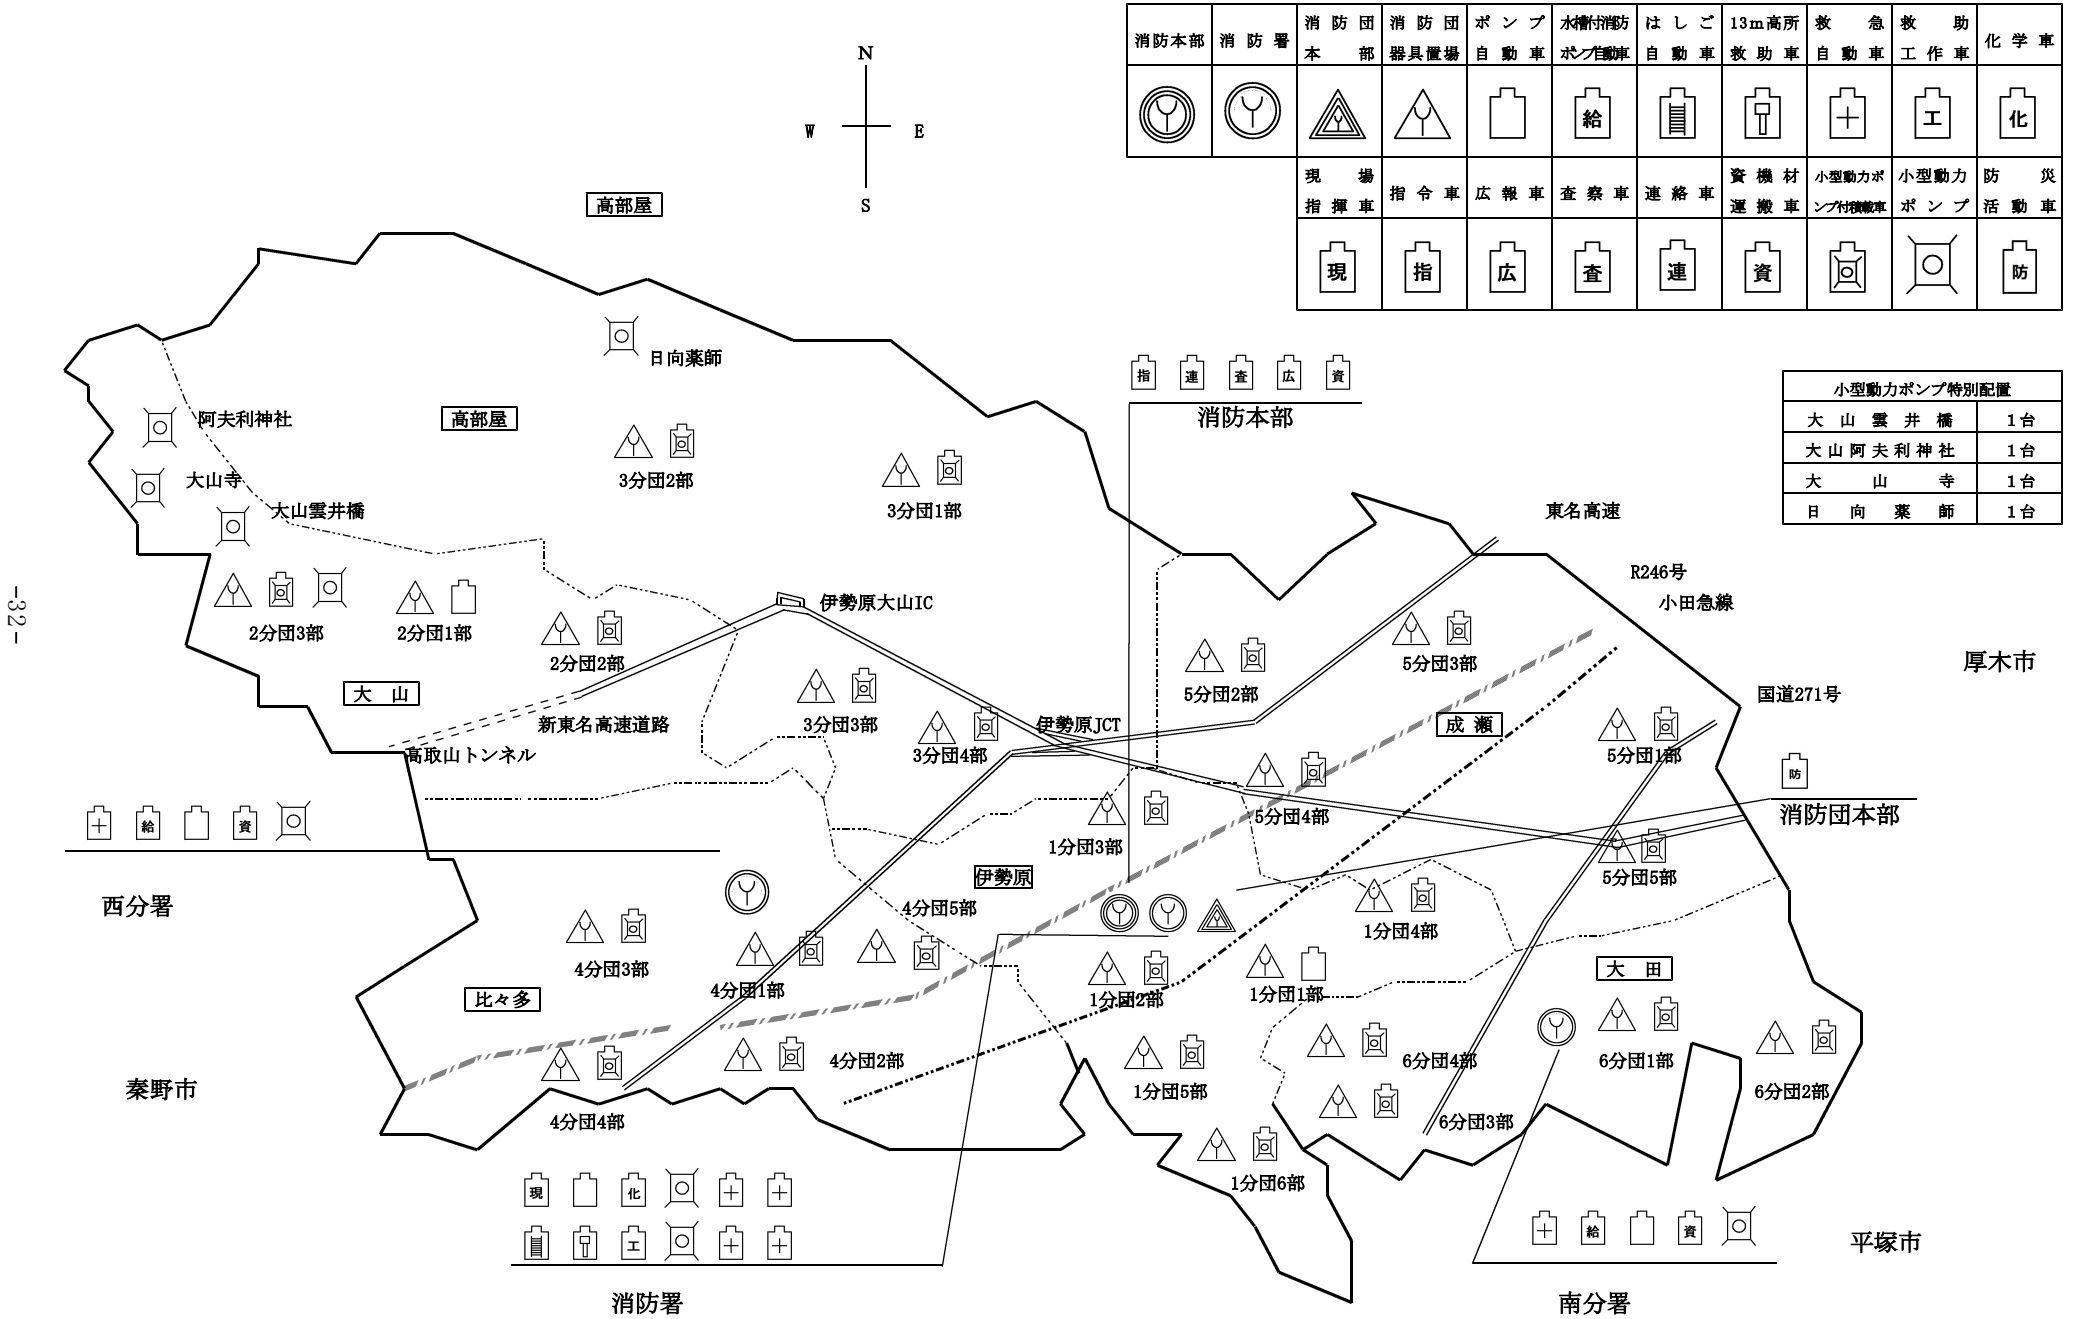 消防本部
消防署
消防団
本部
消防団
器具置場
ポンプ
自動車
水槽付消防
ポンプ自動車
はしご
自動車
13m高所
救助車
救急
自動車
救助
工作車
化学車
給
工
化
現場
指揮車
指令車
広報車
査察車
連絡車
資機材
運搬車
小型動力ポ
ンプ付積載車
小型動力
ポンプ
防災
活動車
現
指
広
査
連
資
防
N
W
E
S
高部屋
日向薬師
指
連
査
広
資
消防本部
小型動力ポンプ特別配置
大山雲井橋 1台
大山阿夫利神社 1台
大山寺 1台
日向薬師 1台
阿夫利神社
高部屋
大山寺
3分団2部
大山雲井橋
3分団1部
東名高速
R246号
小田急線
-32-
伊勢原大山IC
2分団3部
2分団1部
2分団2部
5分団2部
5分団3部
厚木市
大山
国道271号
新東名高速道路
3分団3部
伊勢原JCT
成瀬
高取山トンネル
3分団4部
5分団1部
防
消防団本部
給
資
西分署
5分団4部
1分団3部
伊勢原
5分団5部
4分団5部
1分団4部
4分団3部
大田
4分団1部
1分団2部
1分団1部
比々多
4分団2部
6分団4部
6分団1部
秦野市
1分団5部
6分団2部
4分団4部
6分団3部
1分団6部
現
化
工
消防署
給
資
平塚市
南分署